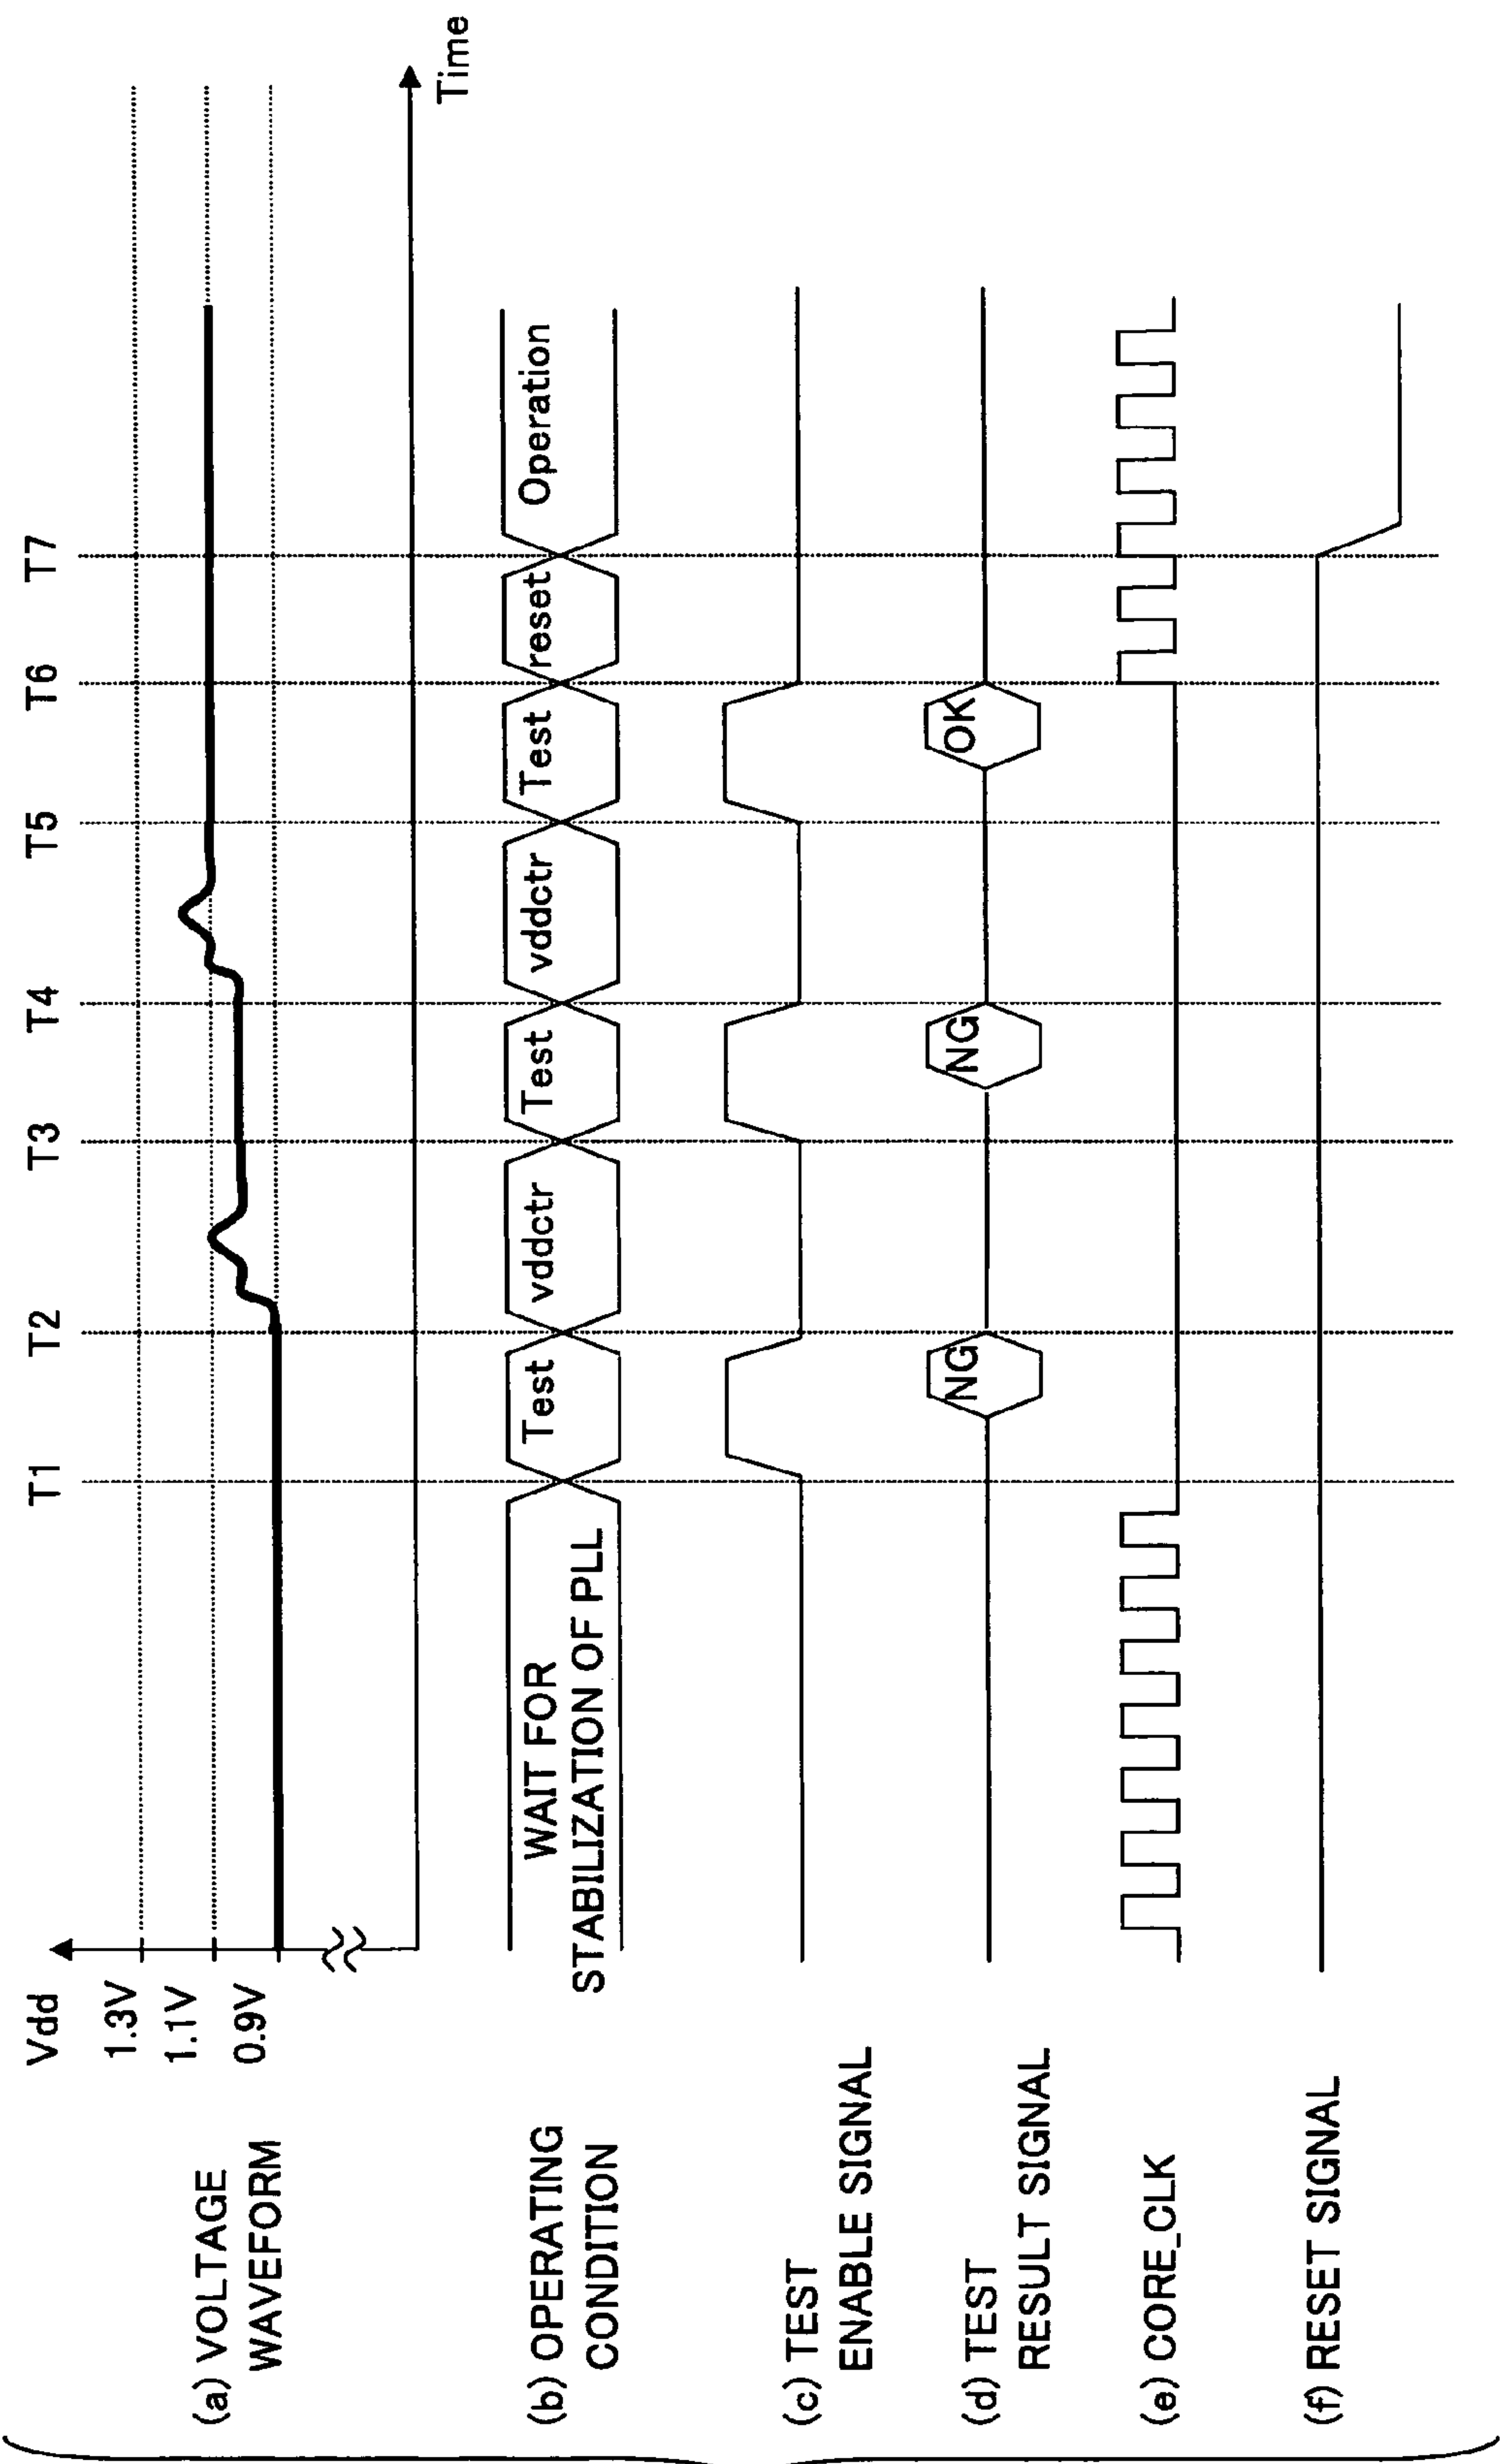 T1 T2 T3 T4 T5 T6 T7
Vdd
1.3V
1.1V
0.9V
(a) VOLTAGE
WAVEFORM
Time
(b) OPERATING
CONDITION
WAIT FOR
STABILIZATION OF PLL
Test
vddctr
Test
vddctr
Test
reset
Operation
(c) TEST
ENABLE SIGNAL
(d) TEST
RESULT SIGNAL
NG
NG
OK
(e) CORE_CLK
(f) RESET SIGNAL